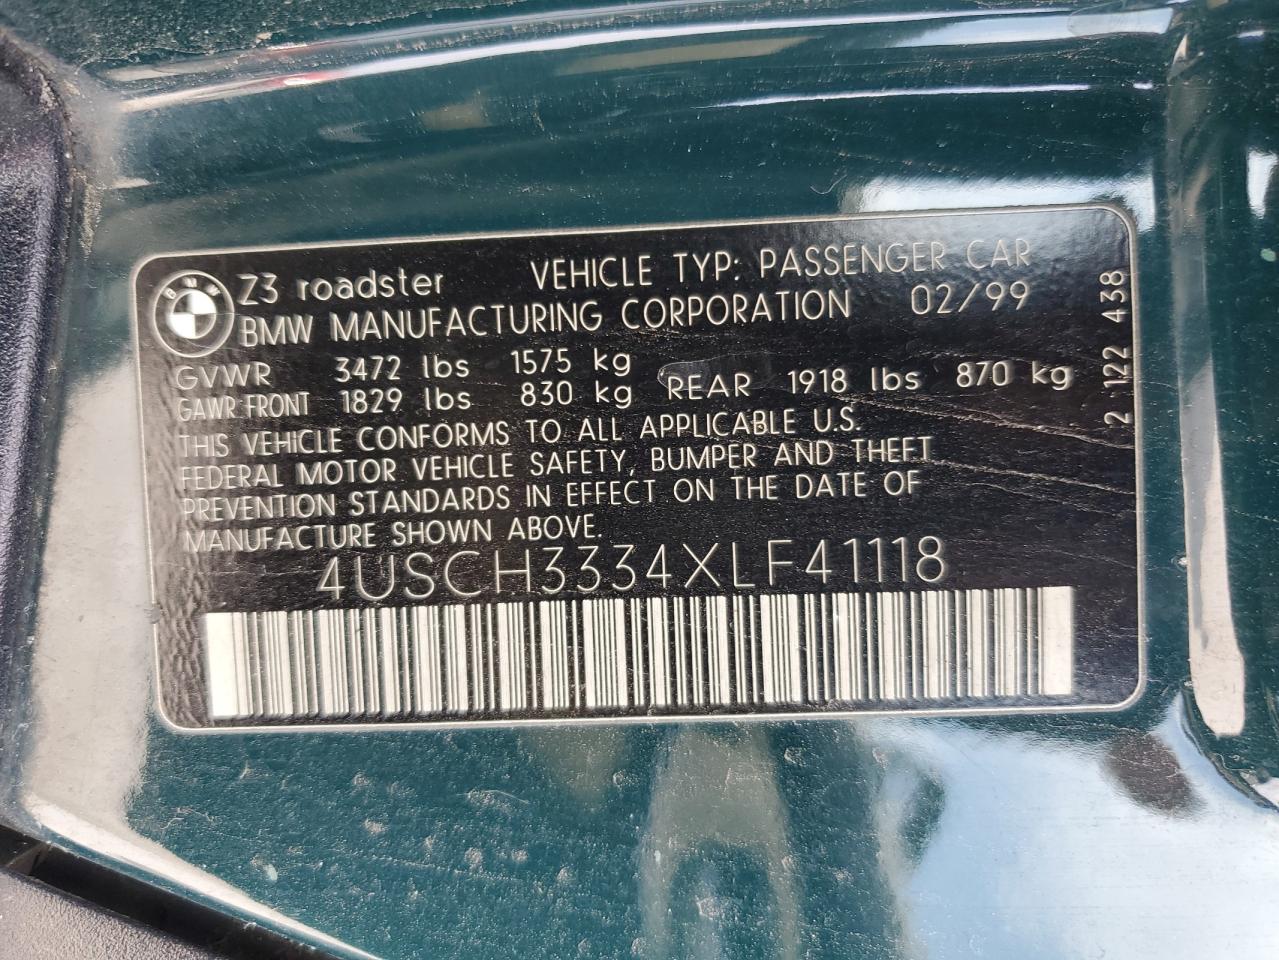 BMW
Z3 roadster VEHICLE TYP: PASSENGER CAR
BMW MANUFACTURING CORPORATION 02/99
GVWR 3472 lbs 1575 kg
GAWR FRONT 1829 lbs 830 kg REAR 1918 lbs 870 kg
THIS VEHICLE CONFORMS TO ALL APPLICABLE U.S.
FEDERAL MOTOR VEHICLE SAFETY, BUMPER AND THEFT
PREVENTION STANDARDS IN EFFECT ON THE DATE OF
MANUFACTURE SHOWN ABOVE.
4USCH3334XLF41118
2 122 438